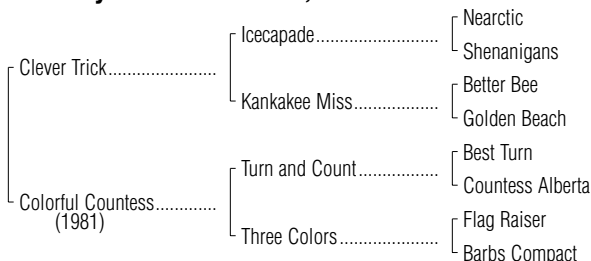 Nearctic
Icecapade........................
Shenanigans
Clever Trick.....................
Better Bee
Kankakee Miss................
Golden Beach
Best Turn
Turn and Count...............
Countess Alberta
Colorful Countess............
(1981)
Flag Raiser
Three Colors...................
Barbs Compact